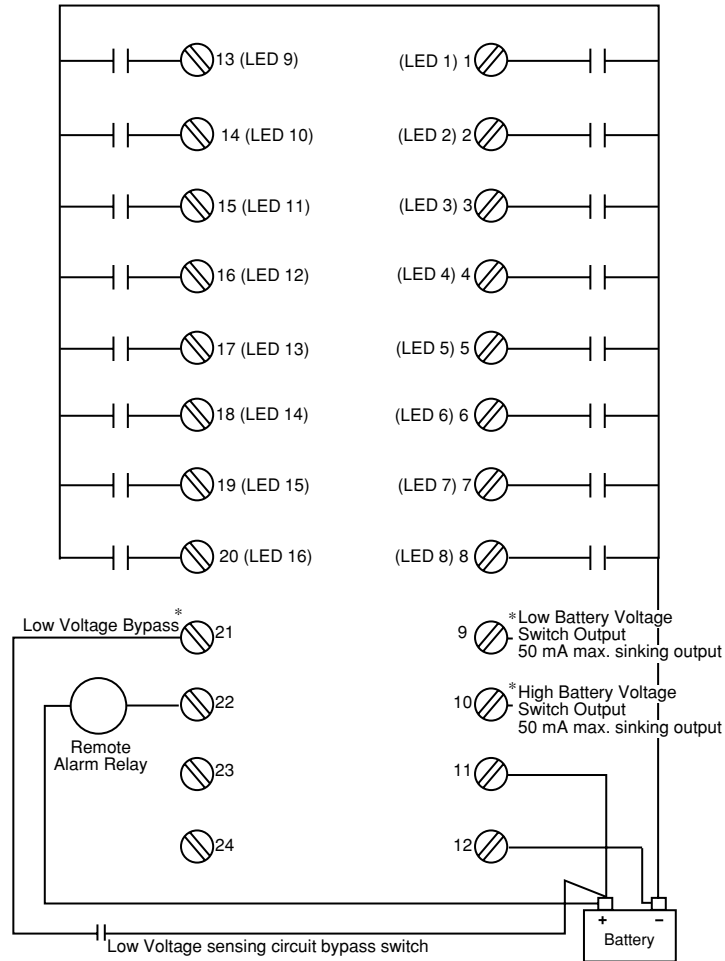 13 (LED 9)
(LED 1) 1
14 (LED 10)
(LED 2) 2
15 (LED 11)
(LED 3) 3
16 (LED 12)
(LED 4) 4
17 (LED 13)
(LED 5) 5
18 (LED 14)
(LED 6) 6
19 (LED 15)
(LED 7) 7
20 (LED 16)
(LED 8) 8
Low Voltage Bypass*
21
9
*Low Battery Voltage
Switch Output
50 mA max. sinking output
22
10
*High Battery Voltage
Switch Output
50 mA max. sinking output
Remote
Alarm Relay
23
11
24
12
+ −
Battery
Low Voltage sensing circuit bypass switch